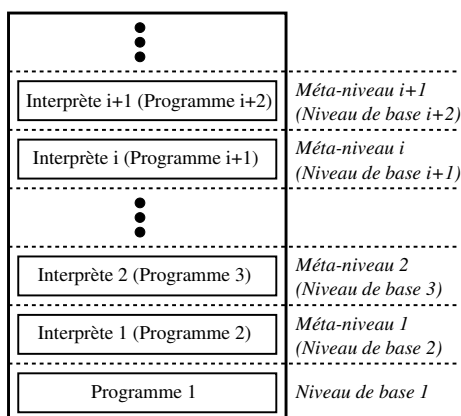 Interprète i+1 (Programme i+2)
Méta-niveau i+1
(Niveau de base i+2)
Interprète i (Programme i+1)
Méta-niveau i
(Niveau de base i+1)
Interprète 2 (Programme 3)
Méta-niveau 2
(Niveau de base 3)
Interprète 1 (Programme 2)
Méta-niveau 1
(Niveau de base 2)
Programme 1
Niveau de base 1